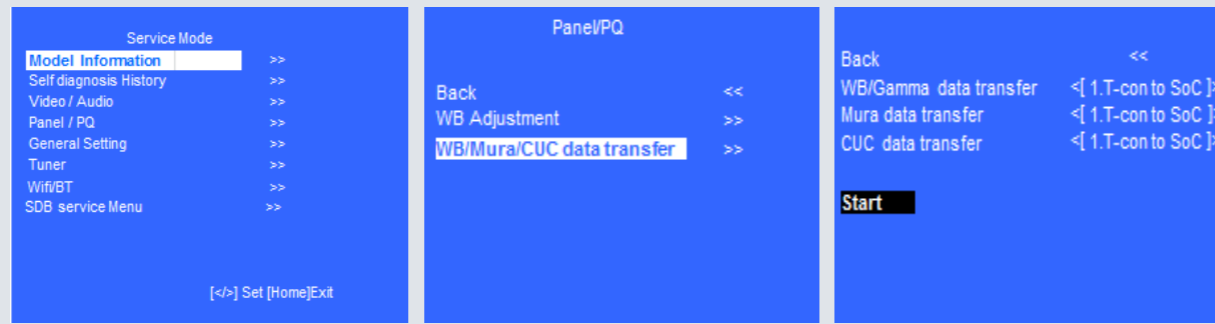 Service Mode
Model Information >>
Self diagnosis History >>
Video / Audio >>
Panel / PQ >>
General Setting >>
Tuner >>
Wifi/BT >>
SDB service Menu >>
[</>] Set [Home]Exit
Panel/PQ
Back <<
WB Adjustment >>
WB/Mura/CUC data transfer >>
Back <<
WB/Gamma data transfer <[ 1.T-con to SoC ]>
Mura data transfer <[ 1.T-con to SoC ]>
CUC data transfer <[ 1.T-con to SoC ]>
Start